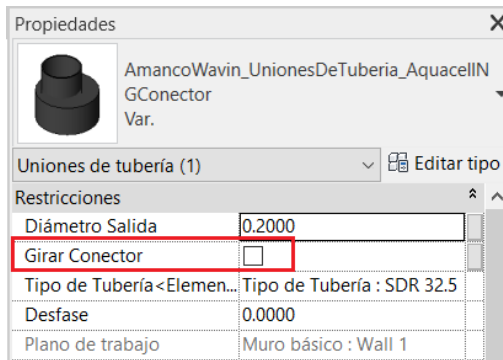 Propiedades
AmancoWavin_UnionesDeTuberia_AquacellN
GConector
Var.
Uniones de tubería (1)
Editar tipo
Restricciones
Diámetro Salida 0.2000
Girar Conector
Tipo de Tubería<Elemen... Tipo de Tubería : SDR 32.5
Desfase 0.0000
Plano de trabajo Muro básico : Wall 1